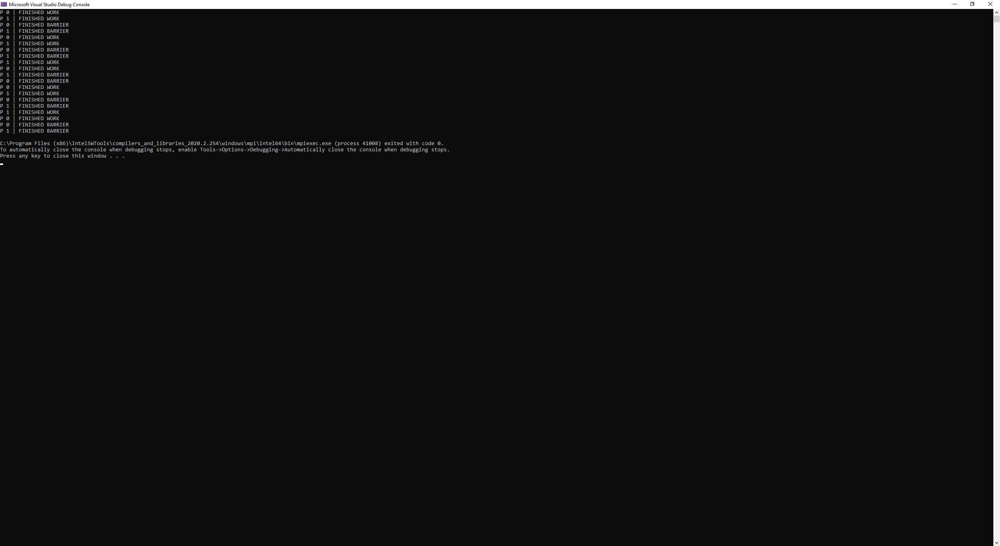 Microsoft Visual Studio Debug Console
P 0 | FINISHED WORK
P 1 | FINISHED WORK
P 0 | FINISHED BARRIER
P 1 | FINISHED BARRIER
P 0 | FINISHED WORK
P 1 | FINISHED WORK
P 0 | FINISHED BARRIER
P 1 | FINISHED BARRIER
P 1 | FINISHED WORK
P 0 | FINISHED WORK
P 1 | FINISHED BARRIER
P 0 | FINISHED BARRIER
P 0 | FINISHED WORK
P 1 | FINISHED WORK
P 0 | FINISHED BARRIER
P 1 | FINISHED BARRIER
P 1 | FINISHED WORK
P 0 | FINISHED WORK
P 0 | FINISHED BARRIER
P 1 | FINISHED BARRIER
C:\Program Files (x86)\IntelSWTools\compilers_and_libraries_2020.2.254\windows\mpi\intel64\bin\mpiexec.exe (process 41008) exited with code 0.
To automatically close the console when debugging stops, enable Tools->Options->Debugging->Automatically close the console when debugging stops.
Press any key to close this window . . .